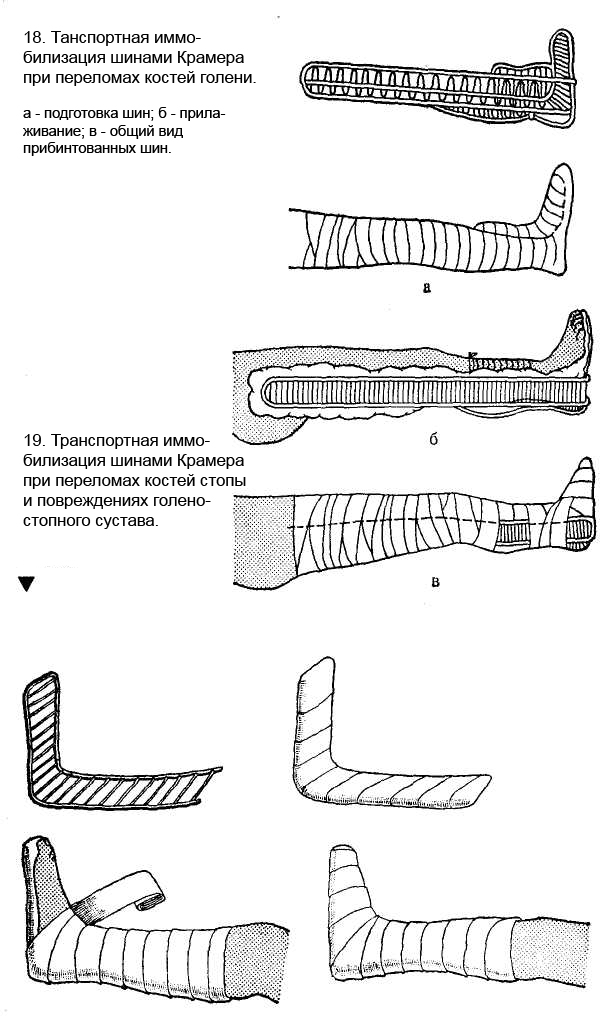 18. Танспортная иммо-
билизация шинами Крамера
при переломах костей голени.
а - подготовка шин; б - прила-
живание; в - общий вид
прибинтованных шин.
а
б
19. Транспортная иммо-
билизация шинами Крамера
при переломах костей стопы
и повреждениях голено-
стопного сустава.
в